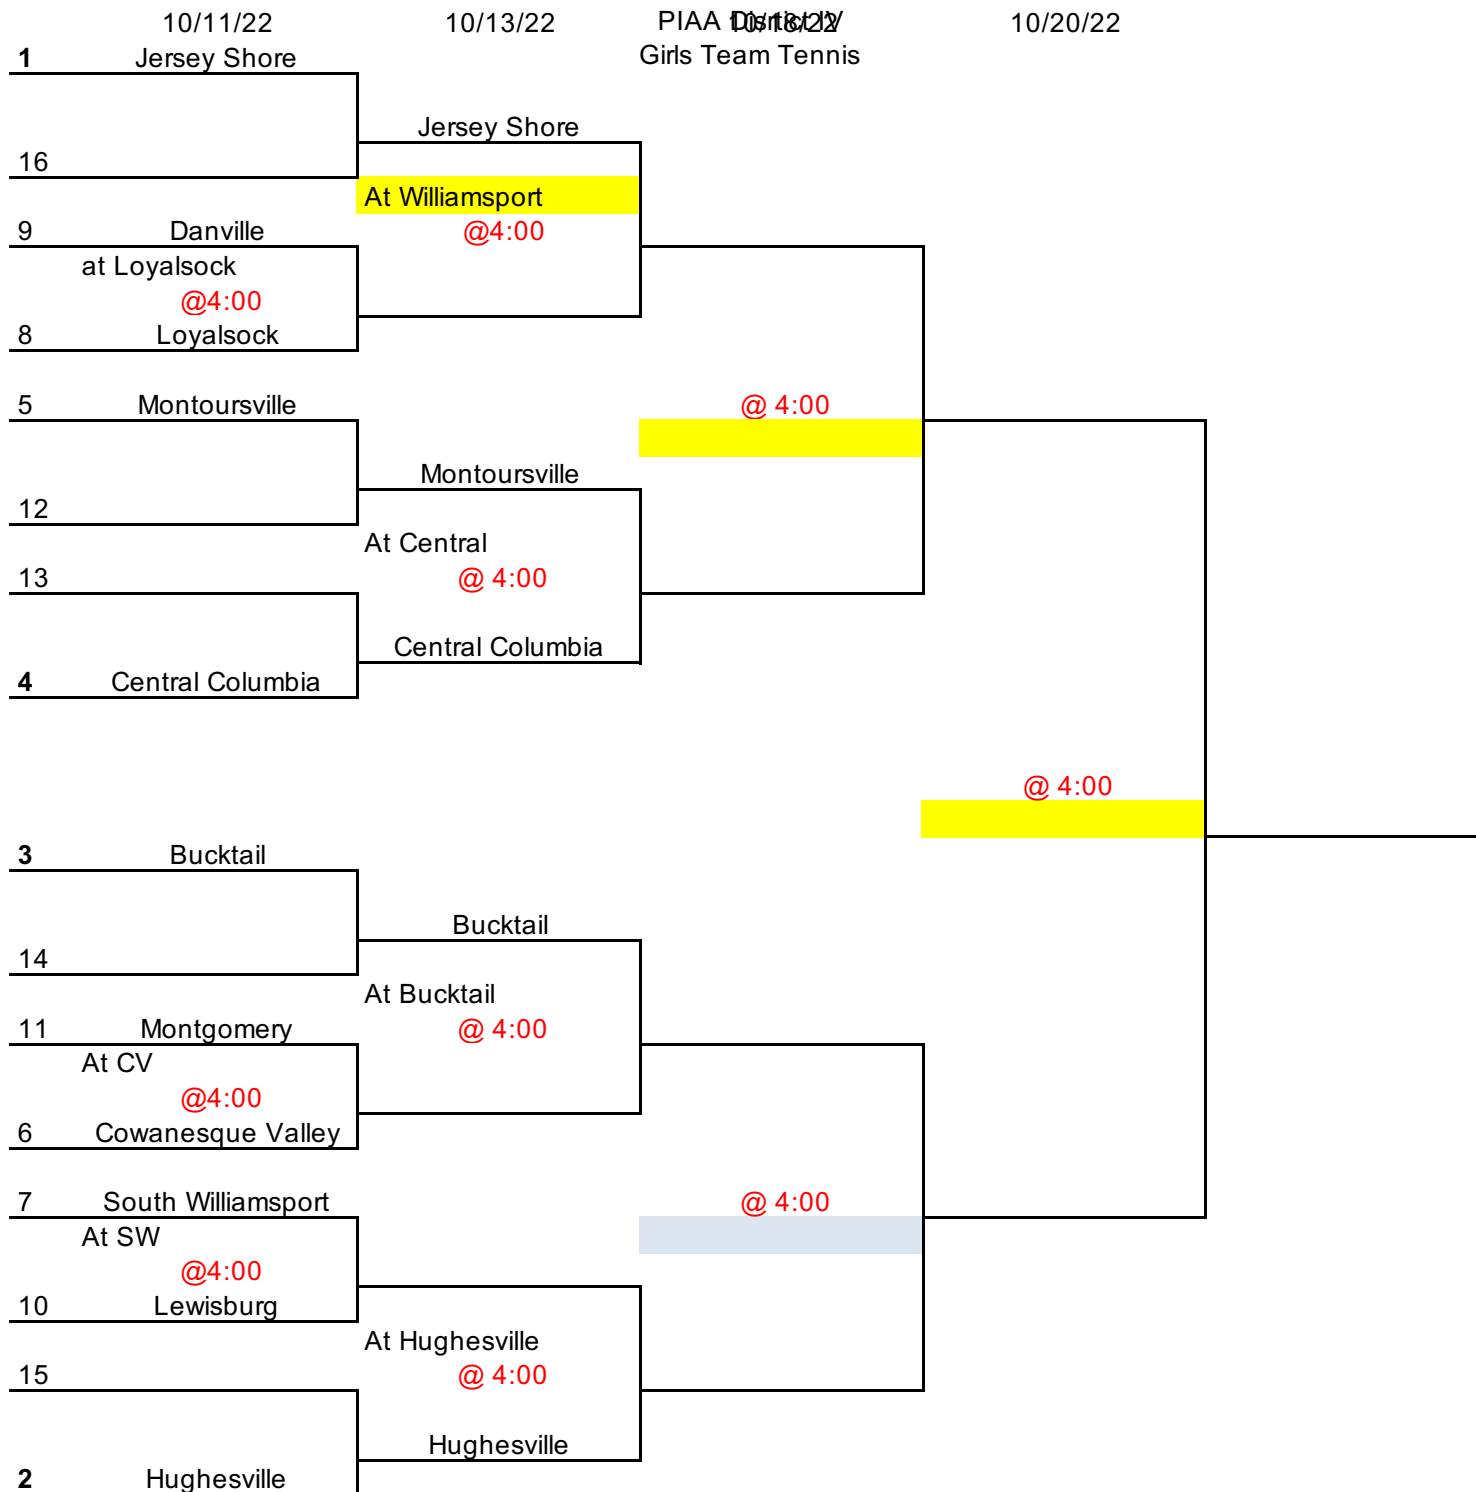 10/11/22 10/13/22 PIAA Disrtict IV 10/18/22 10/20/22
1 Jersey Shore Girls Team Tennis
Jersey Shore
16
At Williamsport
9 Danville @4:00
at Loyalsock
@4:00
8 Loyalsock
5 Montoursville @ 4:00
Montoursville
12
At Central
13 @ 4:00
Central Columbia
4 Central Columbia
@ 4:00
3 Bucktail
Bucktail
14
At Bucktail
11 Montgomery @ 4:00
At CV
@4:00
6 Cowanesque Valley
7 South Williamsport @ 4:00
At SW
@4:00
10 Lewisburg
At Hughesville
15 @ 4:00
Hughesville
2 Hughesville